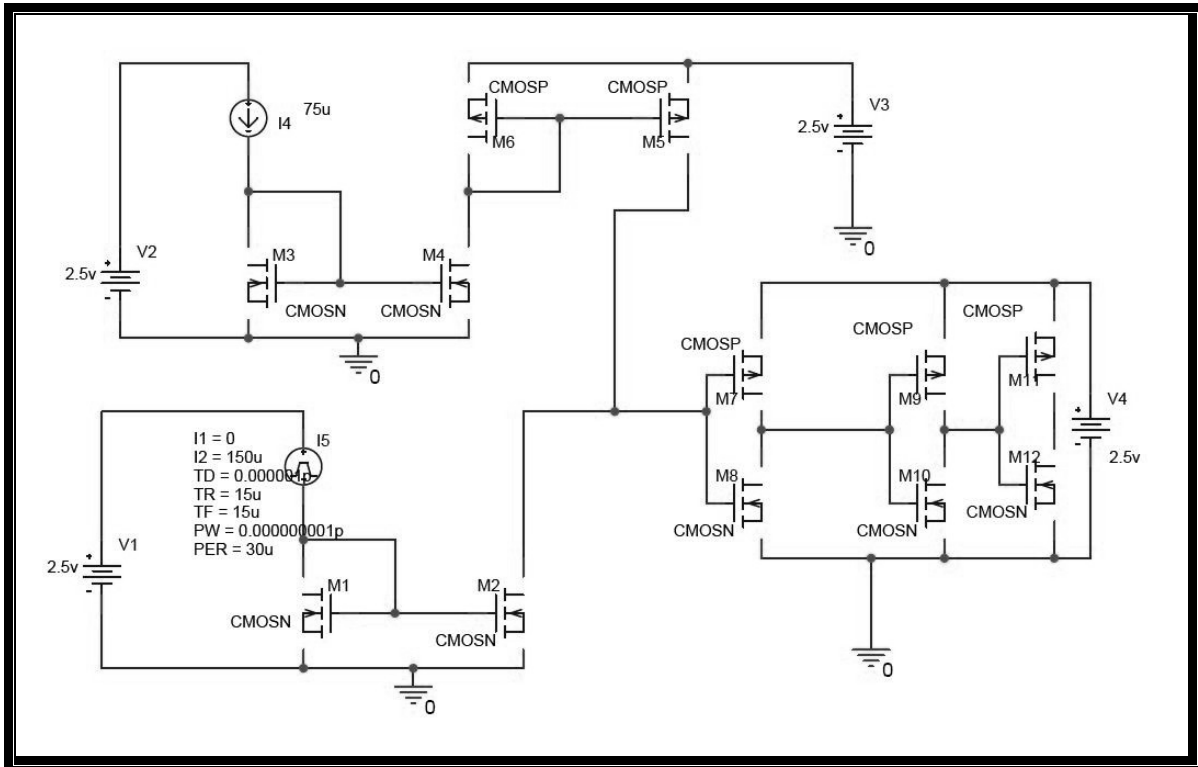 CMOSP
CMOSP
75u
I4
V3
2.5v
M6
M5
0
V2
2.5v
M3
M4
CMOSN
CMOSN
0
CMOSP
CMOSP
CMOSP
M7
M9
M11
V4
2.5v
I1 = 0
I2 = 150u
TD = 0.000001p
TR = 15u
TF = 15u
PW = 0.000000001p
PER = 30u
I5
M8
M10
M12
CMOSN
CMOSN
CMOSN
V1
2.5v
M1
M2
CMOSN
CMOSN
0
0